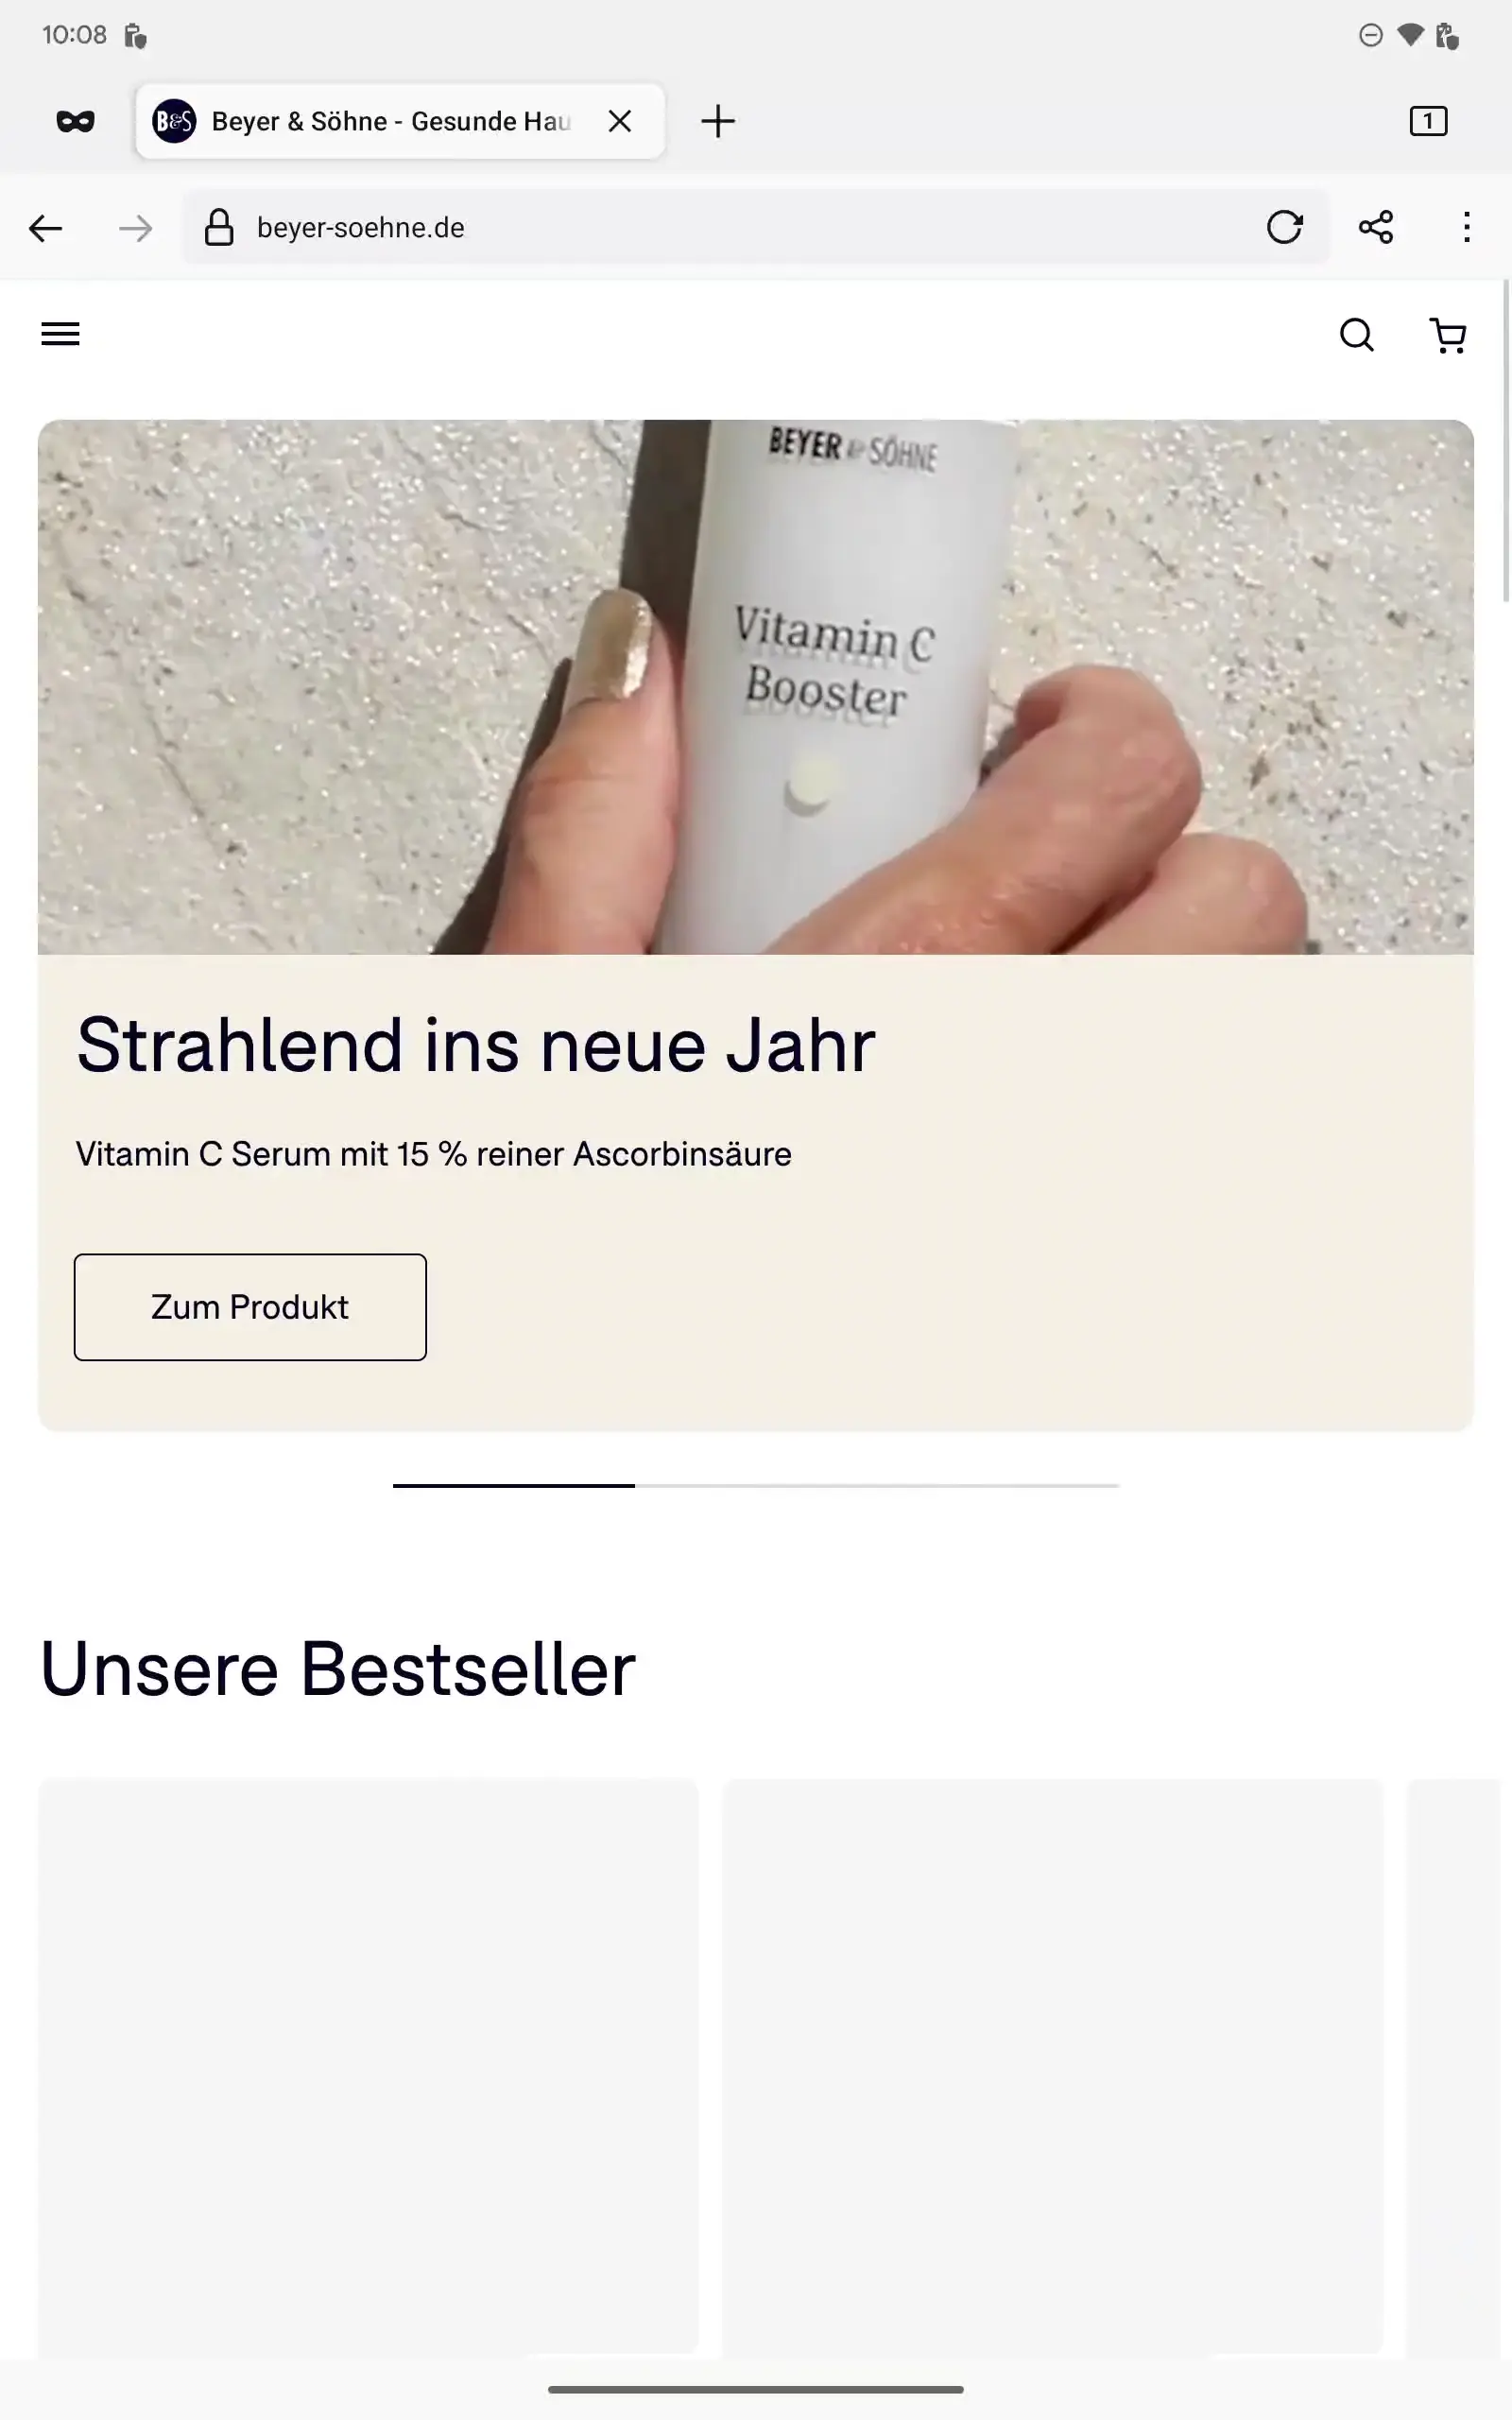 10:08
B&S Beyer & Söhne - Gesunde Hau
1
beyer-soehne.de
BEYER & SÖHNE
Vitamin C
Booster
Strahlend ins neue Jahr
Vitamin C Serum mit 15 % reiner Ascorbinsäure
Zum Produkt
Unsere Bestseller